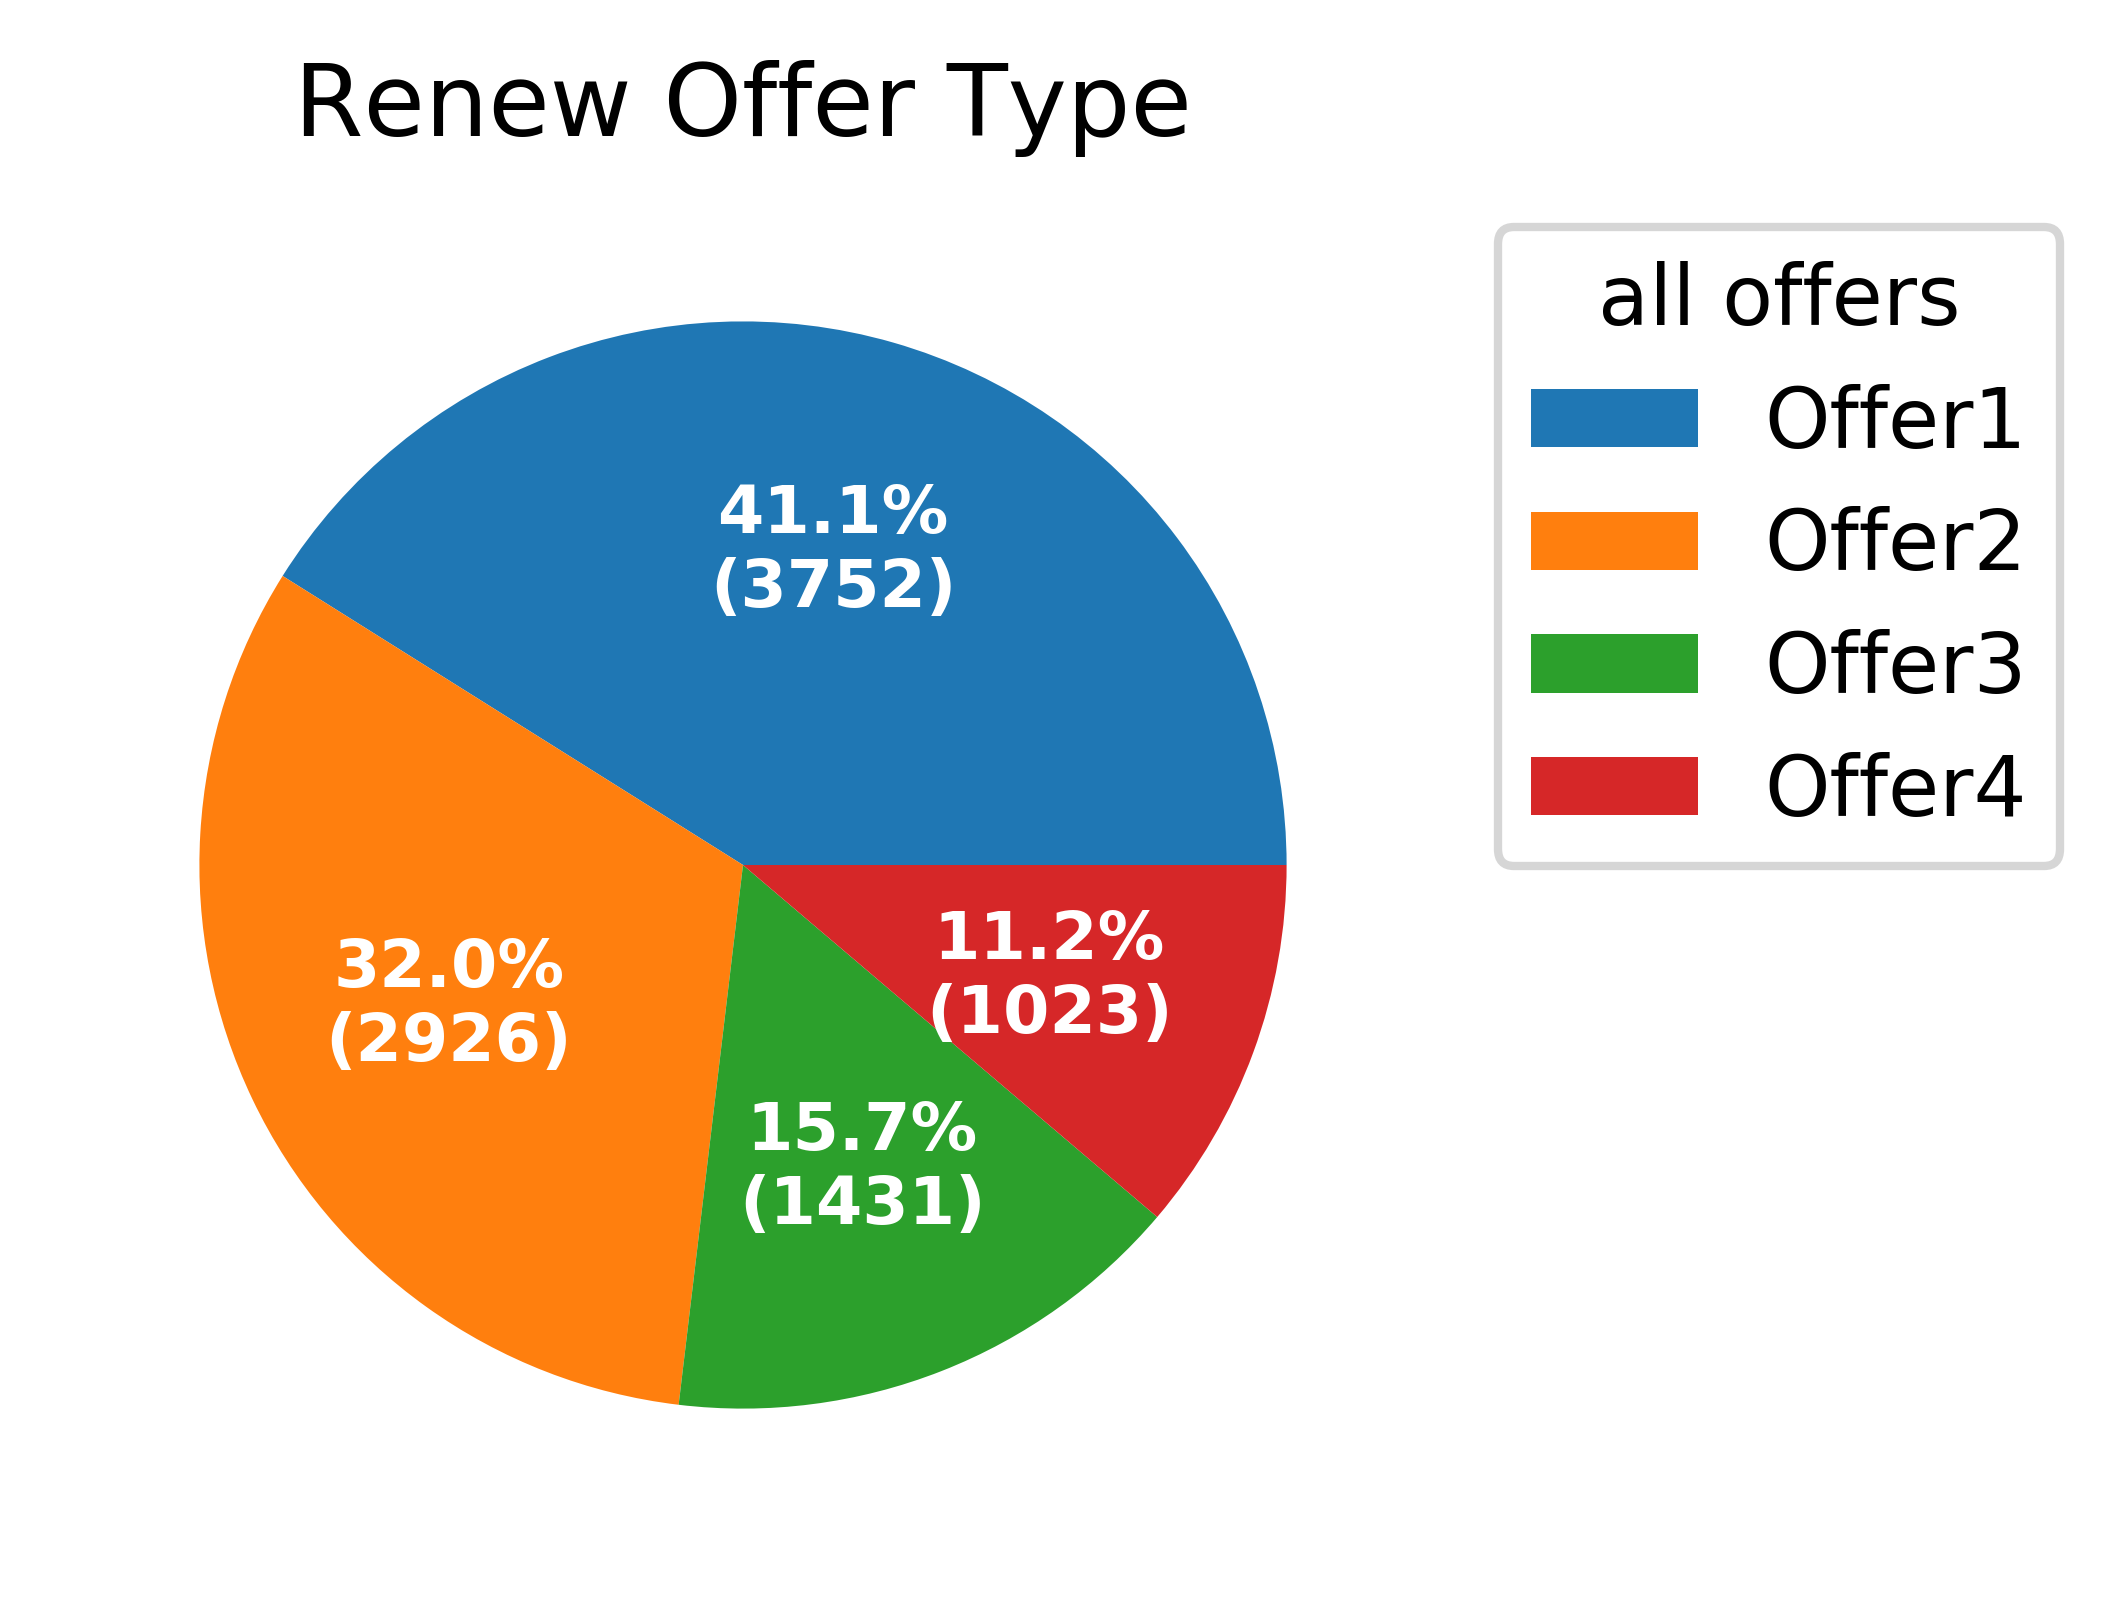 Renew Offer Type
all offers
Offer1
Offer2
Offer3
Offer4
41.1%
(3752)
32.0%
(2926)
15.7%
(1431)
11.2%
(1023)